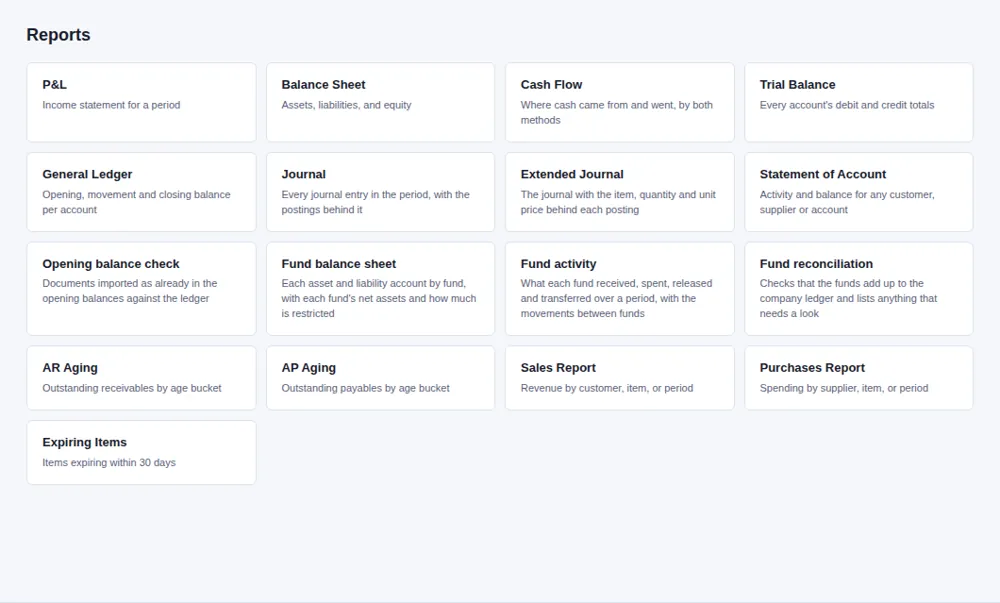 Reports
P&L
Income statement for a period
Balance Sheet
Assets, liabilities, and equity
Cash Flow
Where cash came from and went, by both
methods
Trial Balance
Every account's debit and credit totals
General Ledger
Opening, movement and closing balance
per account
Journal
Every journal entry in the period, with the
postings behind it
Extended Journal
The journal with the item, quantity and unit
price behind each posting
Statement of Account
Activity and balance for any customer,
supplier or account
Opening balance check
Documents imported as already in the
opening balances against the ledger
Fund balance sheet
Each asset and liability account by fund,
with each fund's net assets and how much
is restricted
Fund activity
What each fund received, spent, released
and transferred over a period, with the
movements between funds
Fund reconciliation
Checks that the funds add up to the
company ledger and lists anything that
needs a look
AR Aging
Outstanding receivables by age bucket
AP Aging
Outstanding payables by age bucket
Sales Report
Revenue by customer, item, or period
Purchases Report
Spending by supplier, item, or period
Expiring Items
Items expiring within 30 days